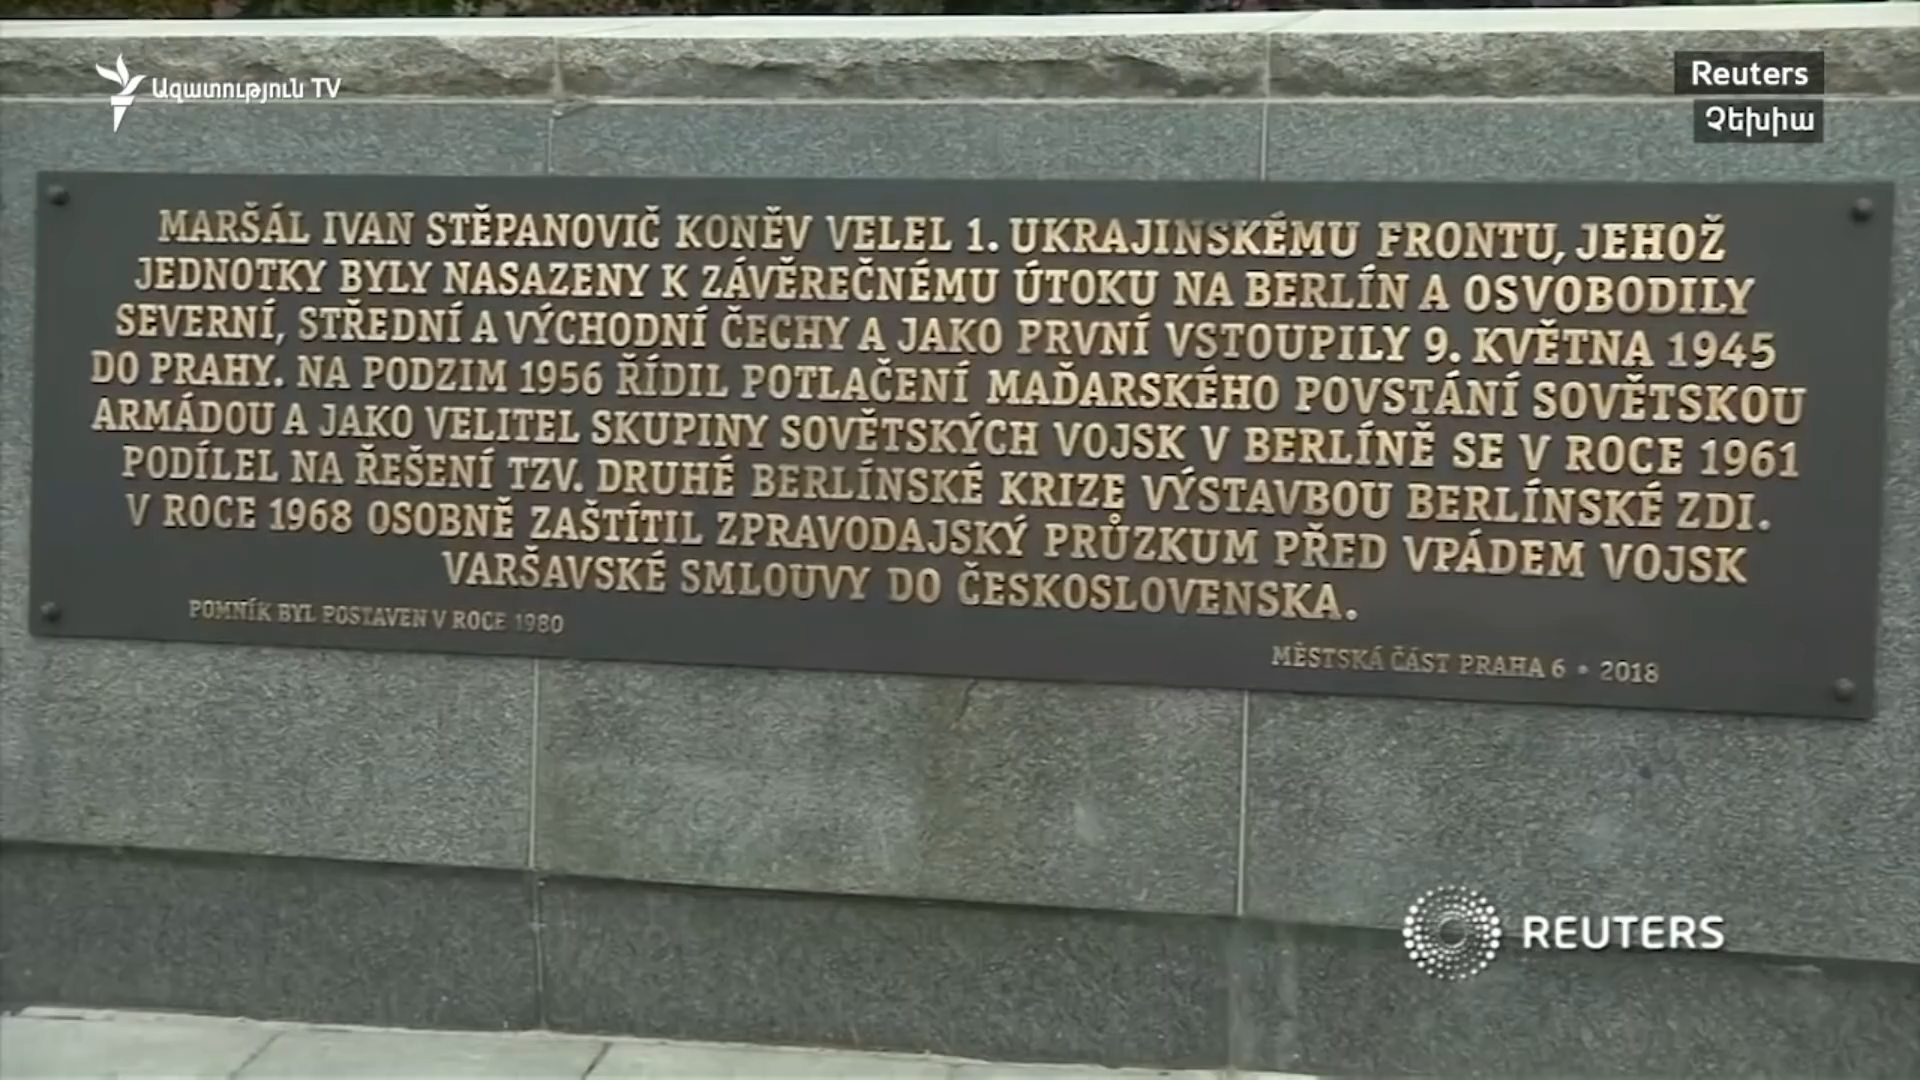 Ազատություն TV
Reuters
Չեխիա
MARŠÁL IVAN STĚPANOVIČ KONĚV VELEL 1. UKRAJINSKÉMU FRONTU, JEHOŽ
JEDNOTKY BYLY NASAZENY K ZÁVĚREČNÉMU ÚTOKU NA BERLÍN A OSVOBODILY
SEVERNÍ, STŘEDNÍ A VÝCHODNÍ ČECHY A JAKO PRVNÍ VSTOUPILY 9. KVĚTNA 1945
DO PRAHY. NA PODZIM 1956 ŘÍDIL POTLAČENÍ MAĎARSKÉHO POVSTÁNÍ SOVĚTSKOU
ARMÁDOU A JAKO VELITEL SKUPINY SOVĚTSKÝCH VOJSK V BERLÍNĚ SE V ROCE 1961
PODÍLEL NA ŘEŠENÍ TZV. DRUHÉ BERLÍNSKÉ KRIZE VÝSTAVBOU BERLÍNSKÉ ZDI.
V ROCE 1968 OSOBNĚ ZAŠTÍTIL ZPRAVODAJSKÝ PRŮZKUM PŘED VPÁDEM VOJSK
VARŠAVSKÉ SMLOUVY DO ČESKOSLOVENSKA.
POMNÍK BYL POSTAVEN V ROCE 1980
MĚSTSKÁ ČÁST PRAHA 6 • 2018
REUTERS